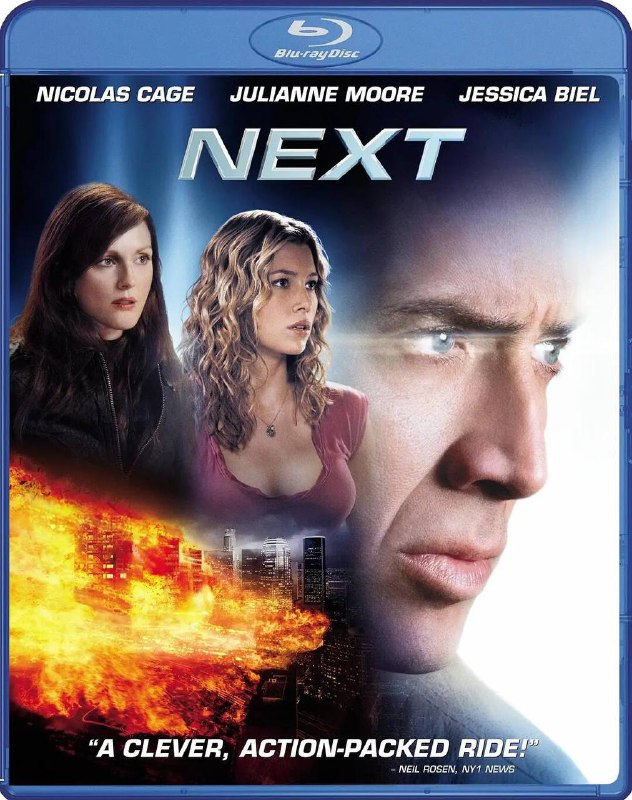 Blu-ray Disc
NICOLAS CAGE JULIANNE MOORE JESSICA BIEL
NEXT
“A CLEVER, ACTION-PACKED RIDE!”
– NEIL ROSEN, NY1 NEWS